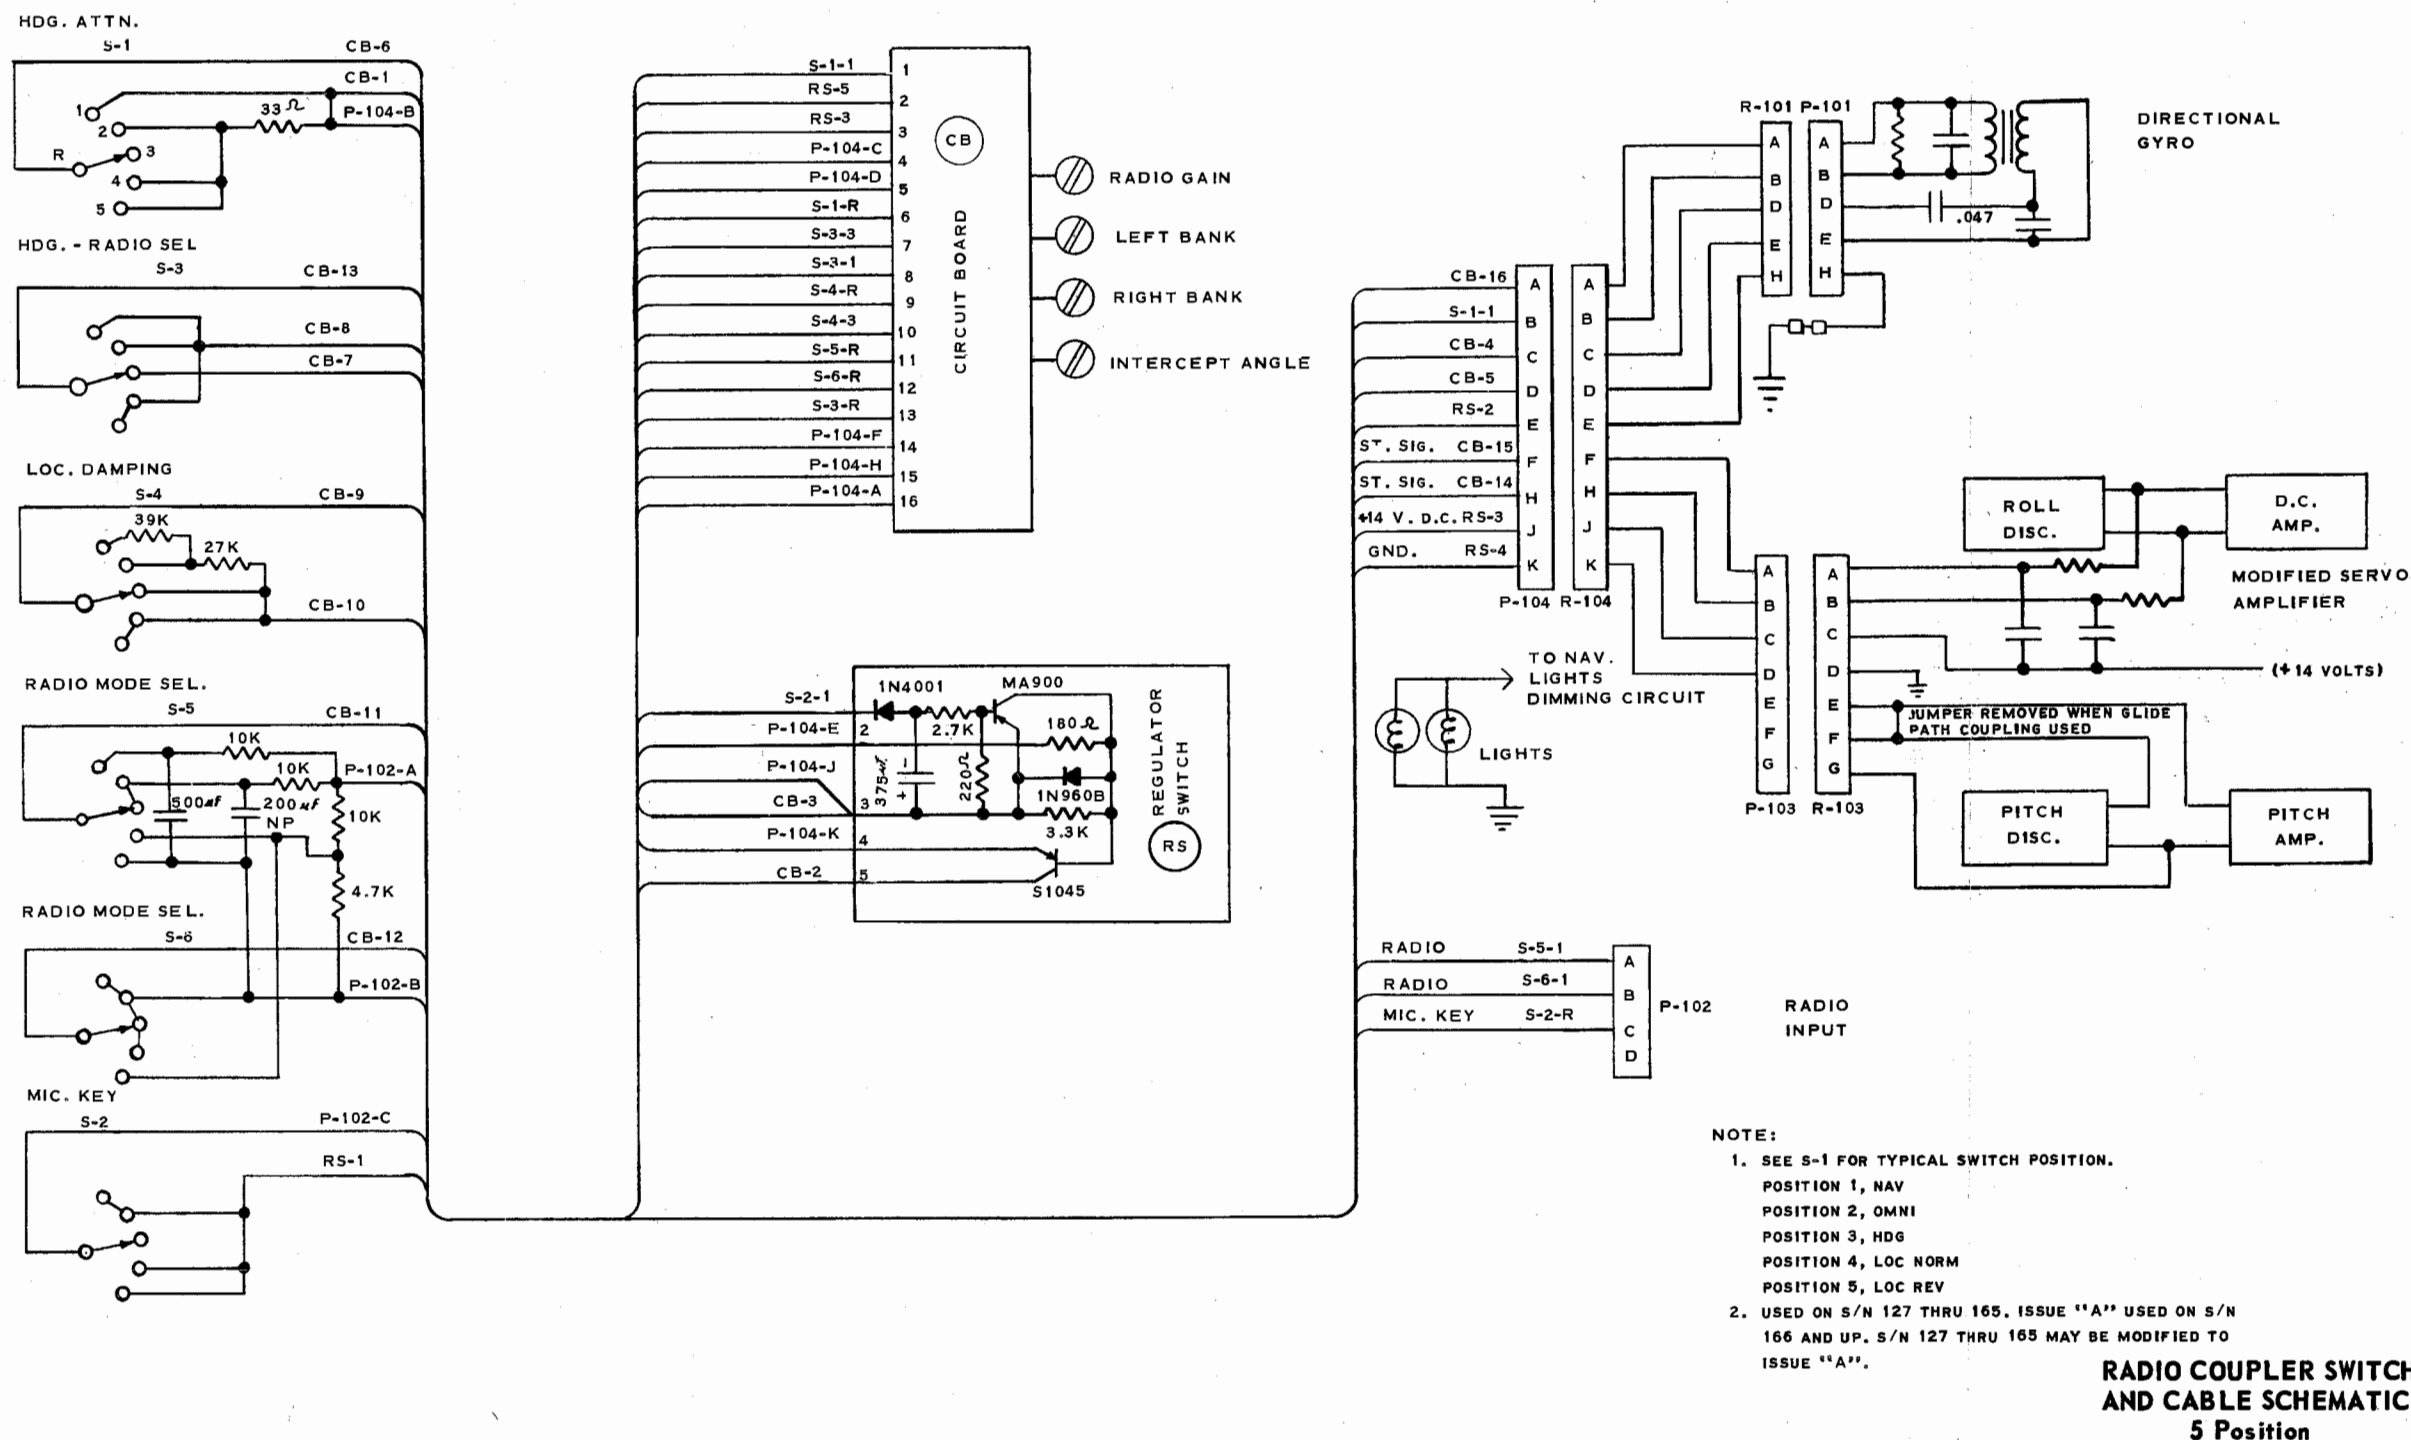 HDG. ATTN.
S-1
CB-6
CB-1
P-104-B
33Ω
1
2
R
3
4
5
HDG. - RADIO SEL
S-3
CB-13
CB-8
CB-7
LOC. DAMPING
S-4
CB-9
39K
27K
CB-10
RADIO MODE SEL.
S-5
CB-11
10K
10K
P-102-A
500µf
200µf
NP
10K
4.7K
RADIO MODE SEL.
S-6
CB-12
P-102-B
MIC. KEY
S-2
P-102-C
RS-1
S-1-1 1
RS-5 2
RS-3 3
P-104-C 4
P-104-D 5
S-1-R 6
S-3-3 7
S-3-1 8
S-4-R 9
S-4-3 10
S-5-R 11
S-6-R 12
S-3-R 13
P-104-F 14
P-104-H 15
P-104-A 16
CB
CIRCUIT BOARD
RADIO GAIN
LEFT BANK
RIGHT BANK
INTERCEPT ANGLE
S-2-1
P-104-E 2
P-104-J
CB-3 3
P-104-K 4
CB-2 5
1N4001
MA900
2.7K
180Ω
375µf
-
+
220Ω
1N960B
3.3K
S1045
REGULATOR
SWITCH
RS
CB-16 A
S-1-1 B
CB-4 C
CB-5 D
RS-2 E
ST. SIG. CB-15 F
ST. SIG. CB-14 H
+14 V. D.C. RS-3 J
GND. RS-4 K
P-104
A
B
C
D
E
F
H
J
K
R-104
R-101 P-101
A A
B B
D D
E E
H H
.047
DIRECTIONAL
GYRO
TO NAV.
LIGHTS
DIMMING CIRCUIT
LIGHTS
A
B
C
D
E
F
G
P-103
A
B
C
D
E
F
G
R-103
ROLL
DISC.
D.C.
AMP.
MODIFIED SERVO
AMPLIFIER
(+14 VOLTS)
JUMPER REMOVED WHEN GLIDE
PATH COUPLING USED
PITCH
DISC.
PITCH
AMP.
RADIO S-5-1 A
RADIO S-6-1 B
MIC. KEY S-2-R C
D
P-102
RADIO
INPUT
NOTE:
1. SEE S-1 FOR TYPICAL SWITCH POSITION.
POSITION 1, NAV
POSITION 2, OMNI
POSITION 3, HDG
POSITION 4, LOC NORM
POSITION 5, LOC REV
2. USED ON S/N 127 THRU 165. ISSUE "A" USED ON S/N
166 AND UP. S/N 127 THRU 165 MAY BE MODIFIED TO
ISSUE "A".
RADIO COUPLER SWITCH
AND CABLE SCHEMATIC
5 Position